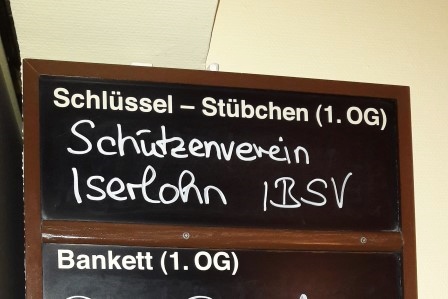 Schlüssel – Stübchen (1. OG)
Schützenverein
Iserlohn IBSV
Bankett (1. OG)